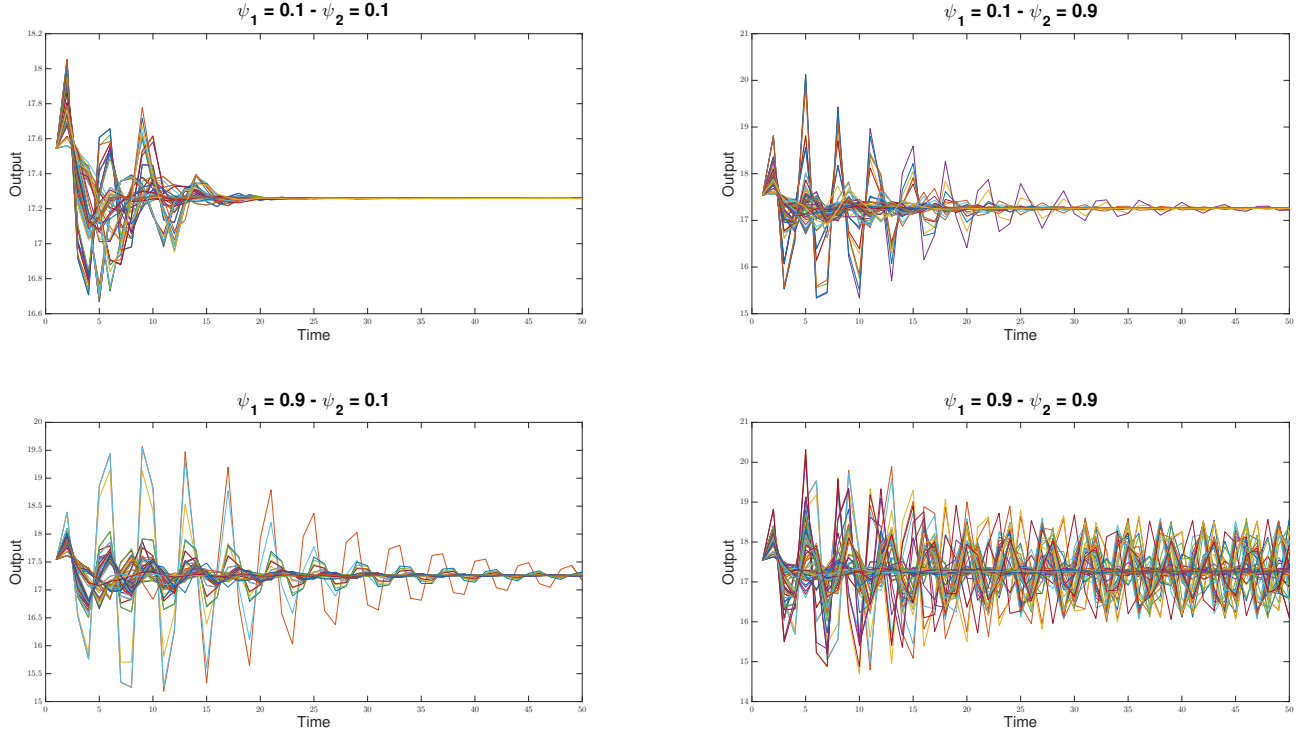 ψ1 = 0.1 - ψ2 = 0.1
18.2
18
17.8
17.6
17.4
17.2
17
16.8
16.6
Output
0 5 10 15 20 25 30 35 40 45 50
Time
ψ1 = 0.1 - ψ2 = 0.9
21
20
19
18
17
16
15
Output
0 5 10 15 20 25 30 35 40 45 50
Time
ψ1 = 0.9 - ψ2 = 0.1
20
19.5
19
18.5
18
17.5
17
16.5
16
15.5
15
Output
0 5 10 15 20 25 30 35 40 45 50
Time
ψ1 = 0.9 - ψ2 = 0.9
21
20
19
18
17
16
15
14
Output
0 5 10 15 20 25 30 35 40 45 50
Time